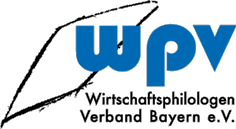 wpv
Wirtschaftsphilologen
Verband Bayern e.V.